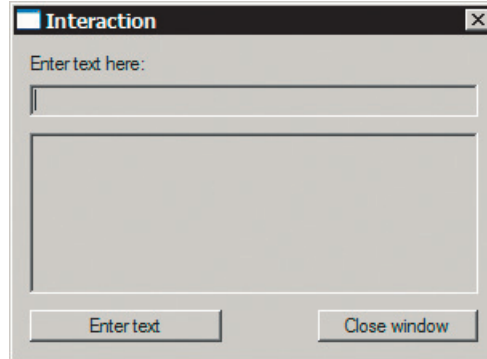 Interaction
Enter text here:
Enter text
Close window